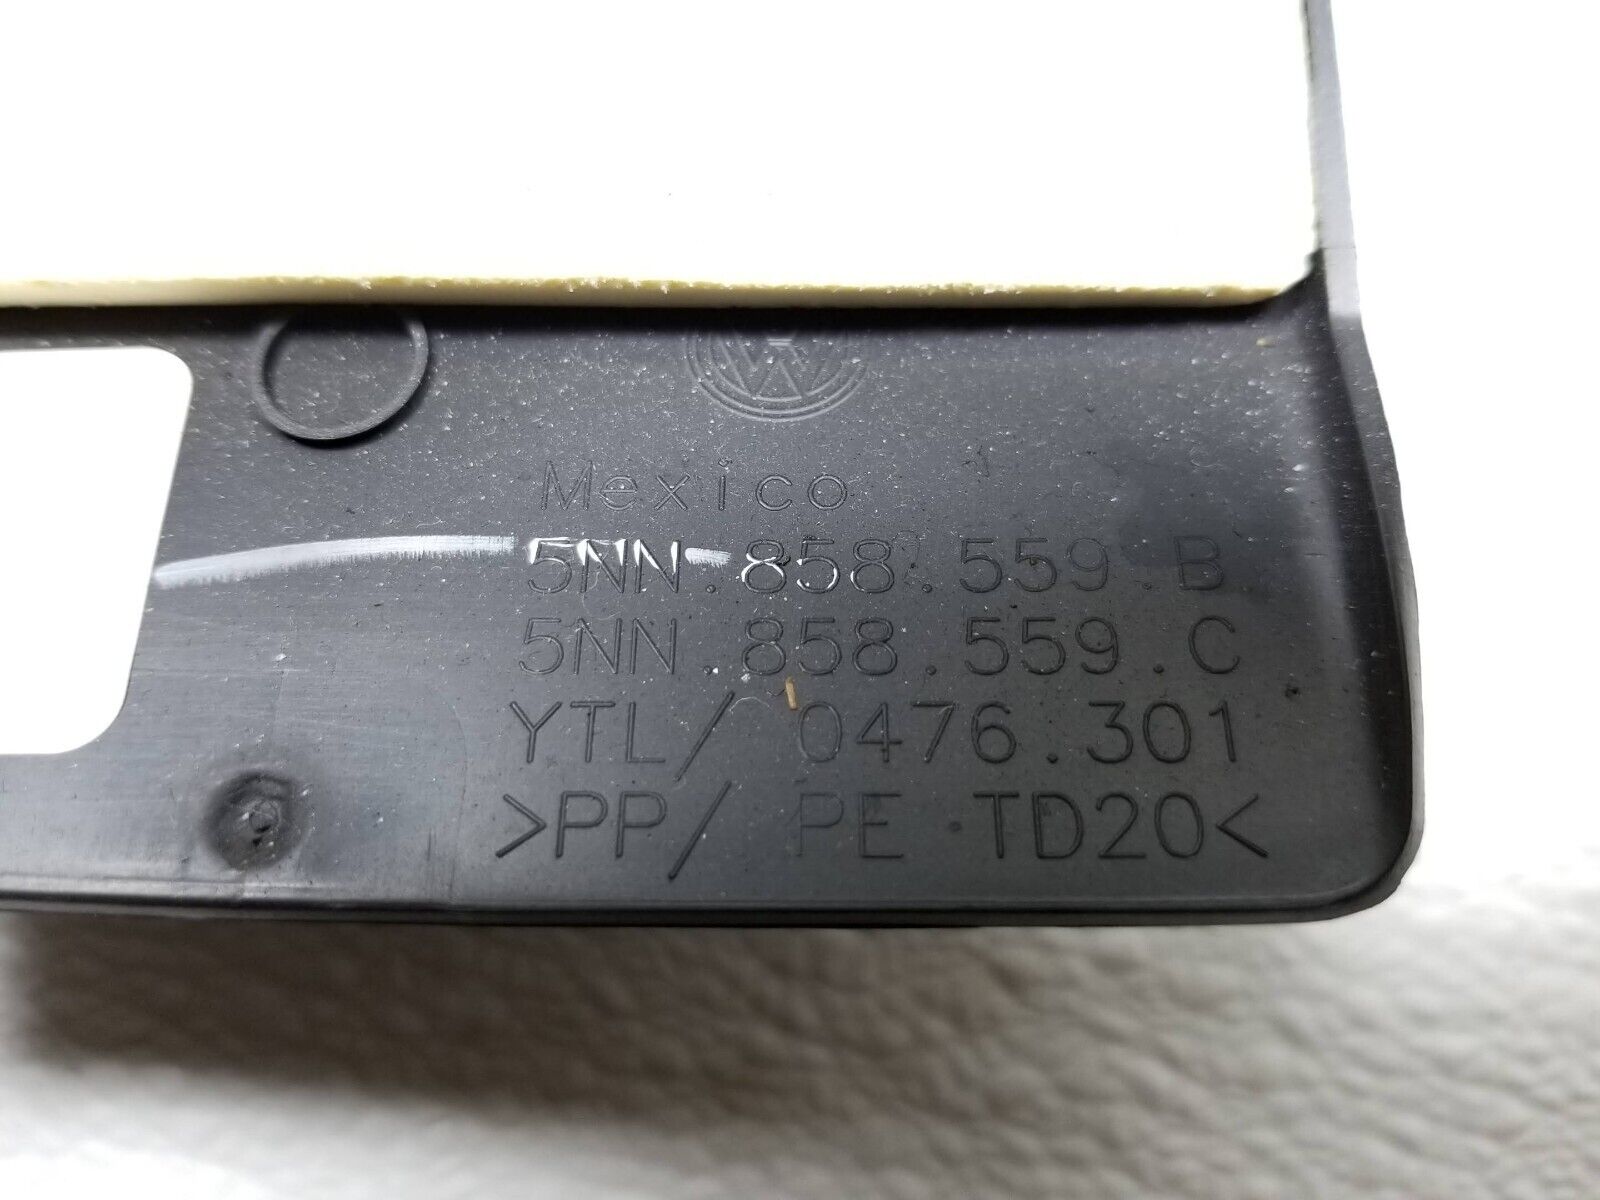 Mexico
5NN.858.559.B
5NN.858.559.C
YTL/ 0476.301
>PP/ PE TD20<